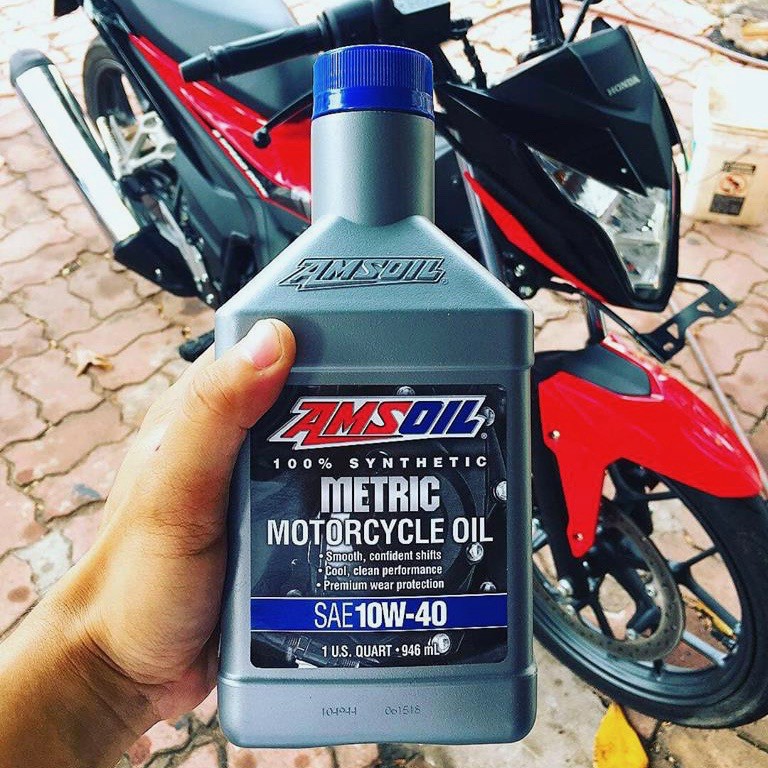 HONDA
AMSOIL
AMSOIL
100% SYNTHETIC
METRIC
MOTORCYCLE OIL
• Smooth, confident shifts
• Cool, clean performance
• Premium wear protection
SAE 10W-40
1 U.S. QUART • 946 mL
104944 061518